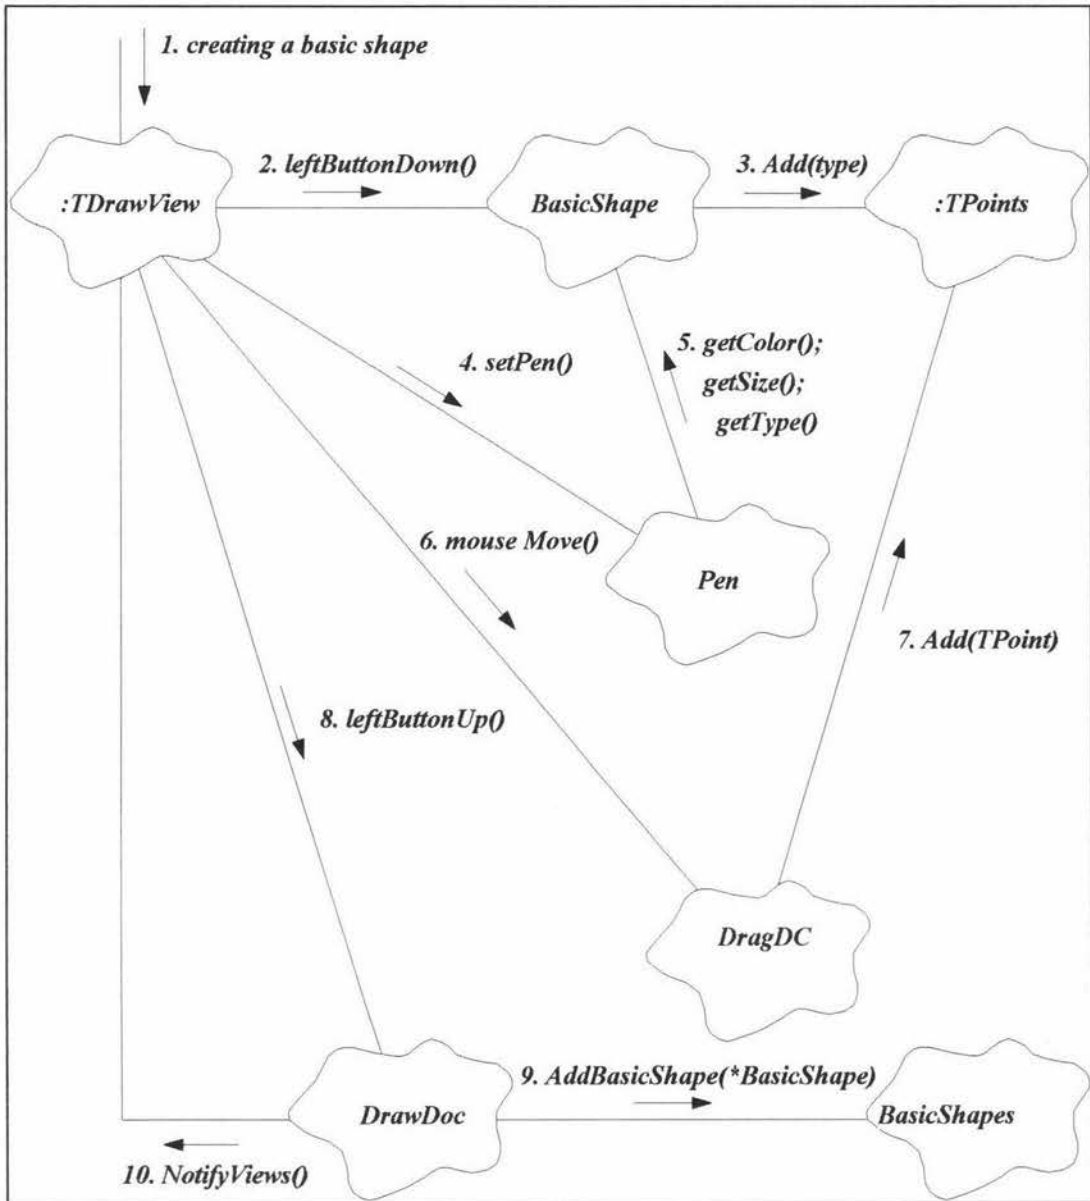 1. creating a basic shape
2. leftButtonDown()
3. Add(type)
:TDrawView
BasicShape
:TPoints
4. setPen()
5. getColor();
getSize();
getType()
6. mouse Move()
Pen
7. Add(TPoint)
8. leftButtonUp()
DragDC
9. AddBasicShape(*BasicShape)
DrawDoc
BasicShapes
10. NotifyViews()